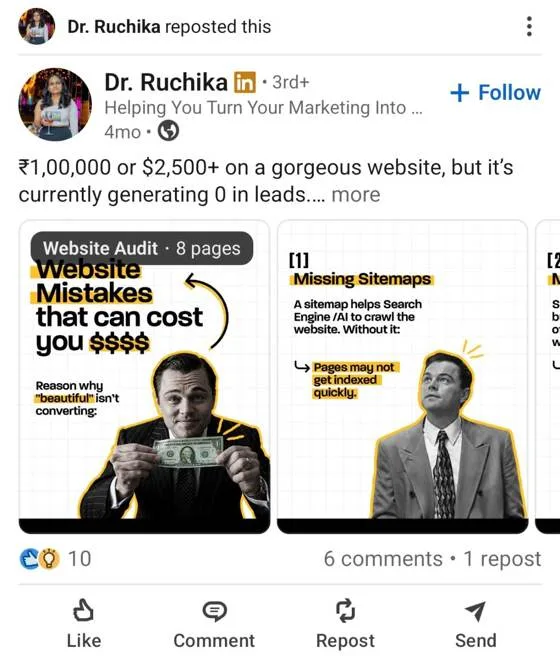 Dr. Ruchika reposted this
Dr. Ruchika in • 3rd+
+ Follow
Helping You Turn Your Marketing Into ...
4mo •
₹1,00,000 or $2,500+ on a gorgeous website, but it's
currently generating 0 in leads.... more
Website Audit • 8 pages
Website
Mistakes
that can cost
you $$$$
Reason why
"beautiful" isn't
converting:
[1]
Missing Sitemaps
A sitemap helps Search
Engine /AI to crawl the
website. Without it:
Pages may not
get indexed
quickly.
10
6 comments • 1 repost
Like
Comment
Repost
Send